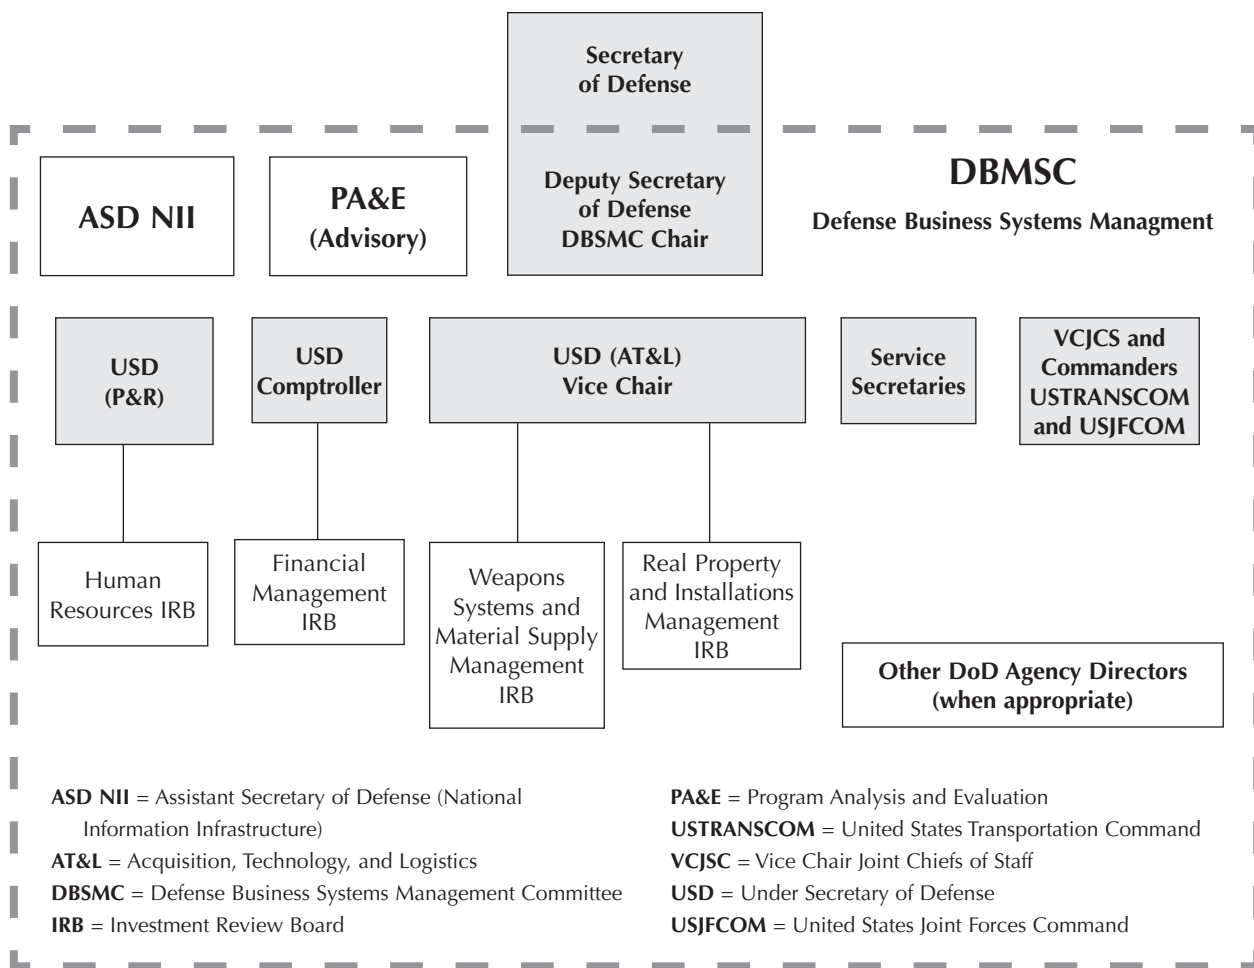 Secretary
of Defense
ASD NII
PA&E
(Advisory)
Deputy Secretary
of Defense
DBSMC Chair
DBMSC
Defense Business Systems Managment
USD
(P&R)
USD
Comptroller
USD (AT&L)
Vice Chair
Service
Secretaries
VCJCS and
Commanders
USTRANSCOM
and USJFCOM
Human
Resources IRB
Financial
Management
IRB
Weapons
Systems and
Material Supply
Management
IRB
Real Property
and Installations
Management
IRB
Other DoD Agency Directors
(when appropriate)
ASD NII = Assistant Secretary of Defense (National
Information Infrastructure)
AT&L = Acquisition, Technology, and Logistics
DBSMC = Defense Business Systems Management Committee
IRB = Investment Review Board
PA&E = Program Analysis and Evaluation
USTRANSCOM = United States Transportation Command
VCJSC = Vice Chair Joint Chiefs of Staff
USD = Under Secretary of Defense
USJFCOM = United States Joint Forces Command